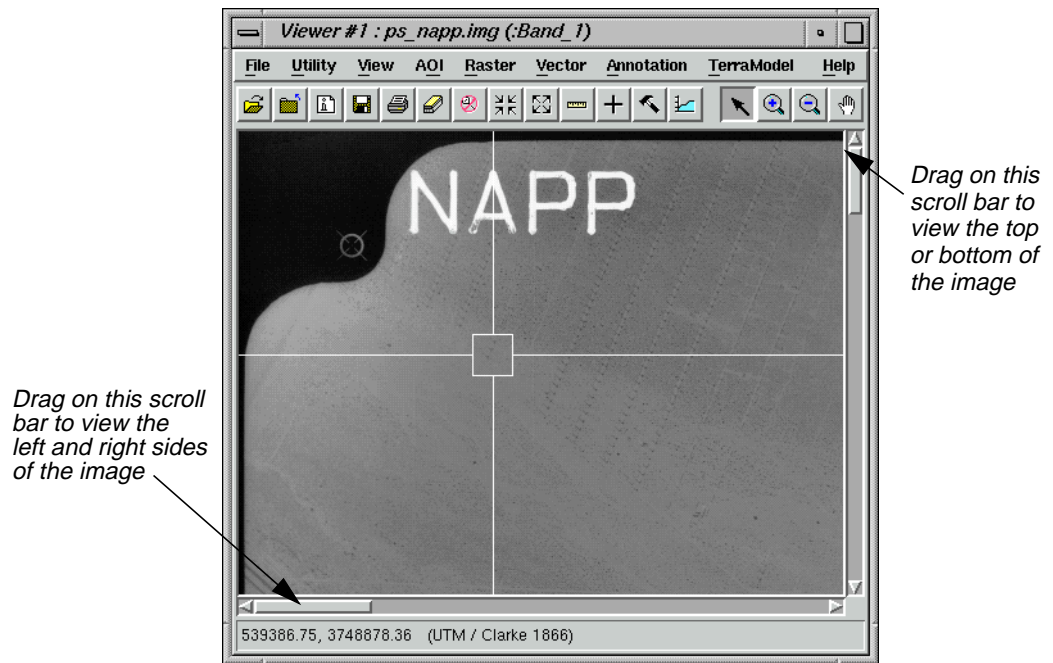 Viewer #1 : ps_napp.img (:Band_1)
File Utility View AOI Raster Vector Annotation TerraModel Help
NAPP
Drag on this
scroll bar to
view the top
or bottom of
the image
Drag on this scroll
bar to view the
left and right sides
of the image
539386.75, 3748878.36 (UTM / Clarke 1866)